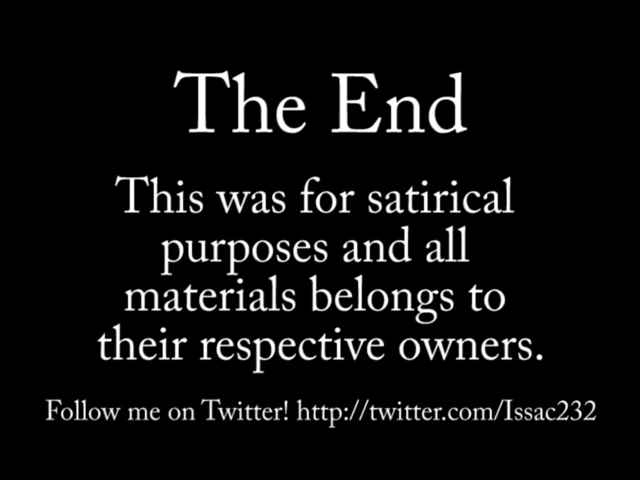 The End
This was for satirical
purposes and all
materials belongs to
their respective owners.
Follow me on Twitter! http://twitter.com/Issac232